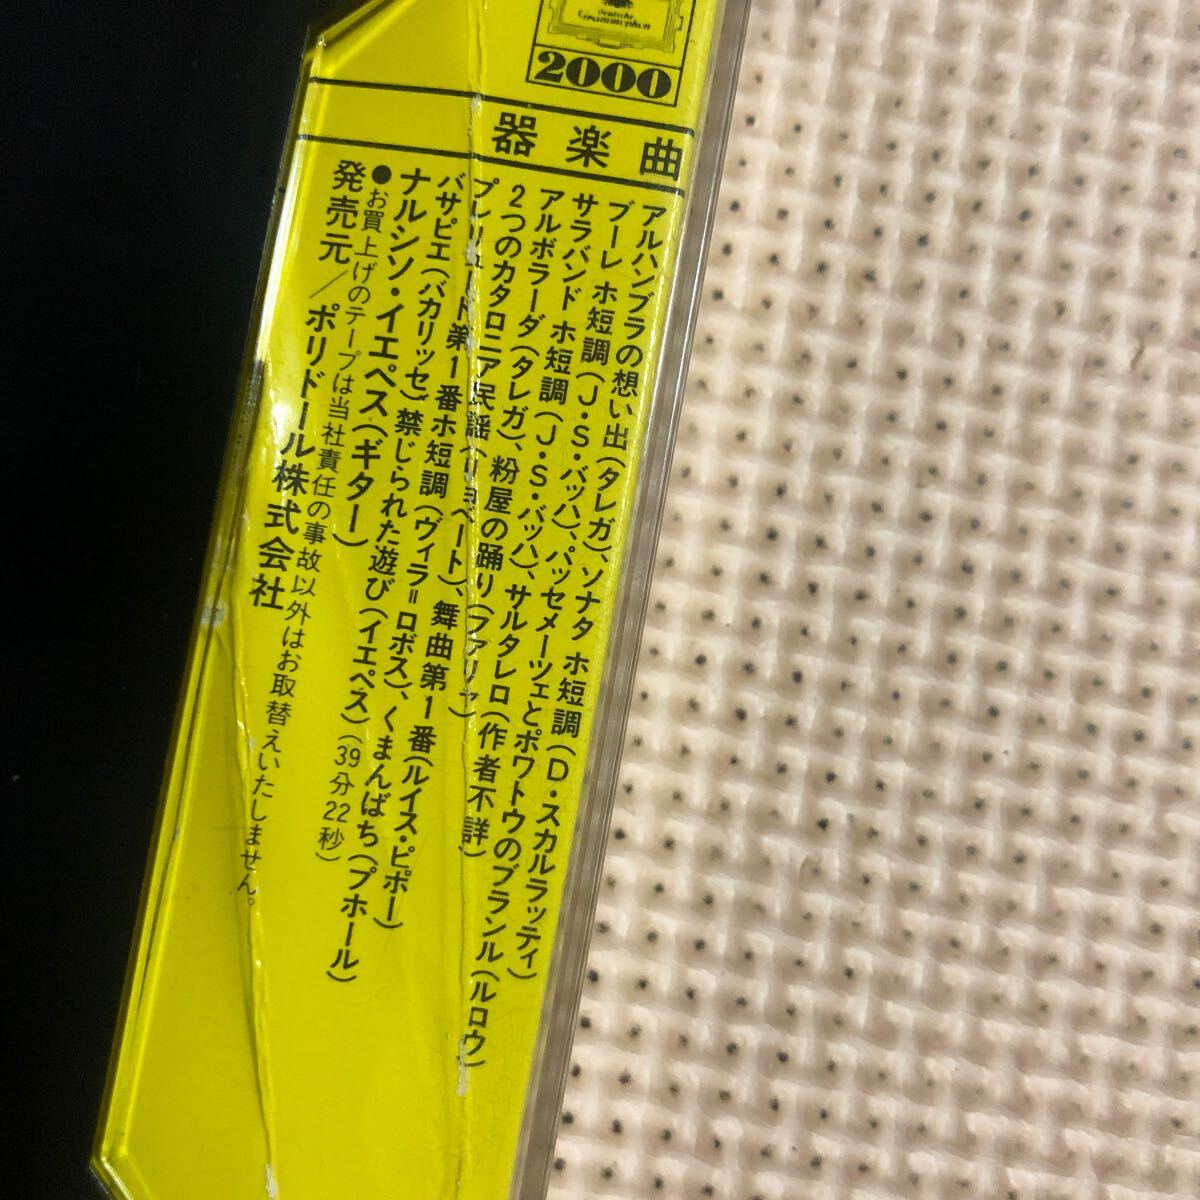 Deutsche
Grammophon
2000
器楽曲
アルハンブラの想い出(タレガ)、ソナタ ホ短調(D・スカルラッティ)
ブーレ ホ短調(J・S・バッハ)、パッセメーツェとポワトウのブランル(ルロウ)
サラバンド ホ短調(J・S・バッハ)、サルタレロ(作者不詳)
アルボラーダ(タレガ)、粉屋の踊り(ファリャ)
2つのカタロニア民謡(リョベート)、舞曲第1番(ルイス・ピポー)
プレリュード第1番ホ短調(ヴィラ=ロボス)、くまんばち(プホール)
パサピエ(バカリッセ)、禁じられた遊び(イエペス)(39分22秒)
ナルシソ・イエペス(ギター)
●お買上げのテープは当社責任の事故以外はお取替えいたしません。
発売元/ポリドール株式会社